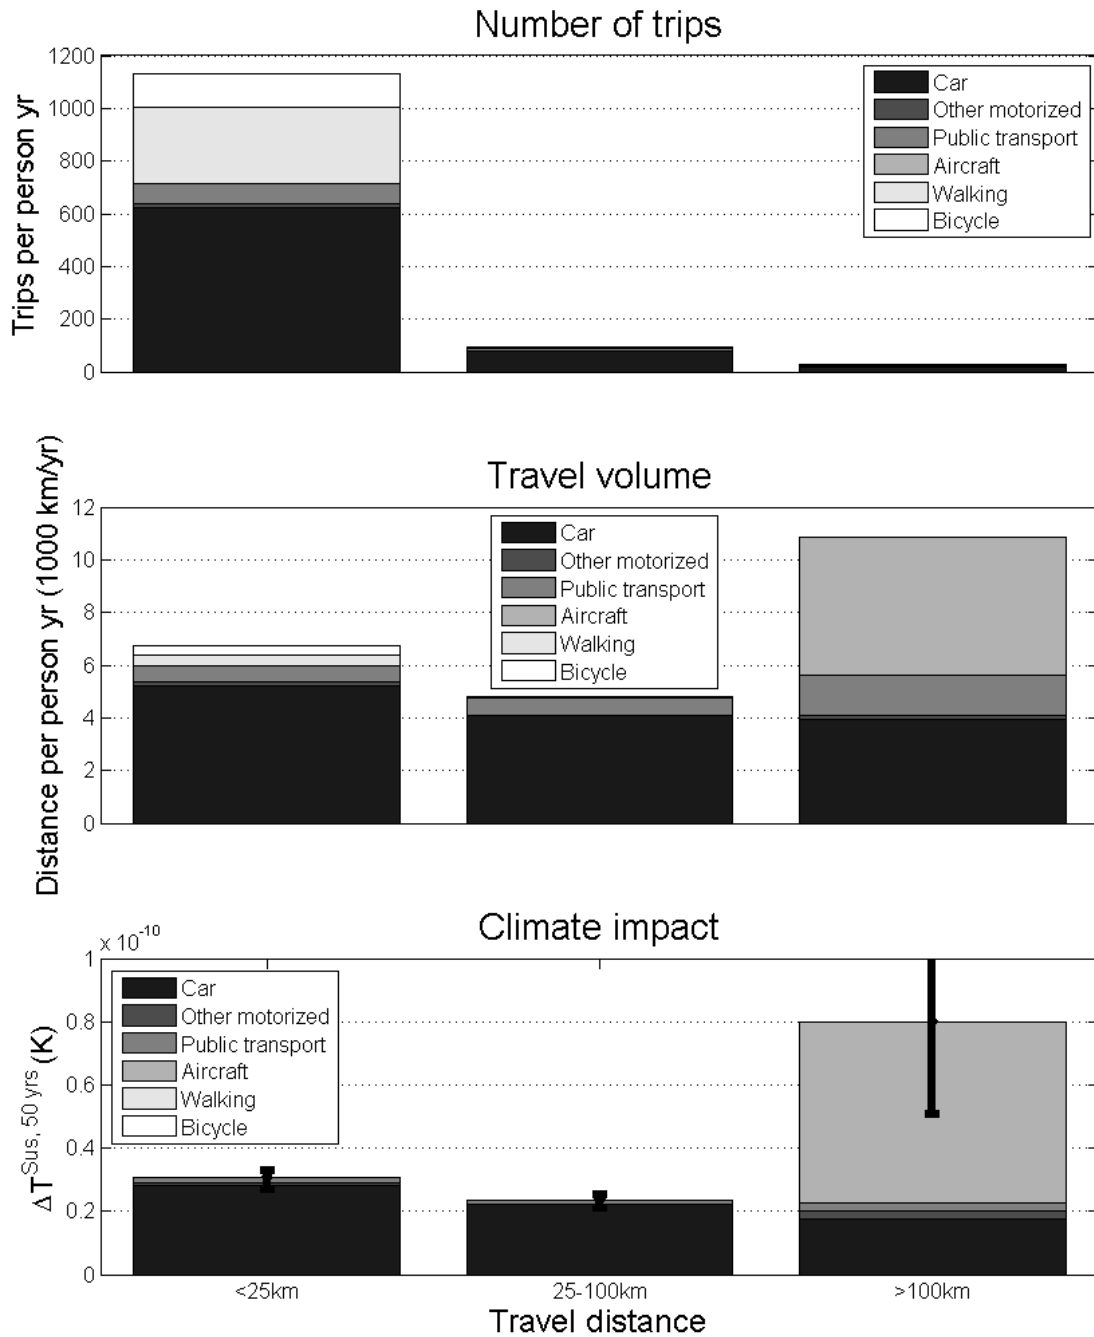 Number of trips
Trips per person yr
1200
1000
800
600
400
200
0
Car
Other motorized
Public transport
Aircraft
Walking
Bicycle
Travel volume
Distance per person yr (1000 km/yr)
12
10
8
6
4
2
0
Car
Other motorized
Public transport
Aircraft
Walking
Bicycle
Climate impact
x 10^-10
ΔT^Sus, 50 yrs (K)
1
0.8
0.6
0.4
0.2
0
Car
Other motorized
Public transport
Aircraft
Walking
Bicycle
<25km 25-100km >100km
Travel distance